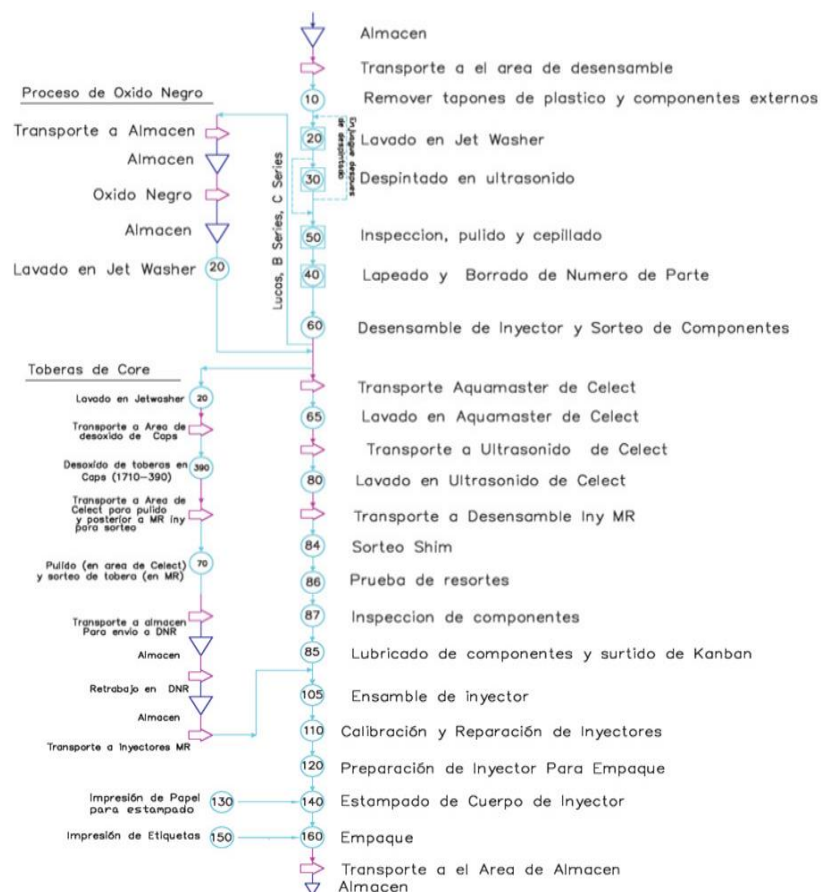 Almacen
Transporte a el area de desensamble
10 Remover tapones de plastico y componentes externos
20 Lavado en Jet Washer
Enjuague despues
de despintado
30 Despintado en ultrasonido
50 Inspeccion, pulido y cepillado
40 Lapeado y Borrado de Numero de Parte
60 Desensamble de Inyector y Sorteo de Componentes
Lucas, B Series, C Series
Proceso de Oxido Negro
Transporte a Almacen
Almacen
Oxido Negro
Almacen
Lavado en Jet Washer 20
Toberas de Core
Lavado en Jetwasher 20
Transporte a Area de
desoxido de Caps
Desoxido de toberas en
Caps (1710-390)
390
Transporte a Area de
Celect para pulido
y posterior a MR iny
para sorteo
Pulido (en area de Celect)
y sorteo de tobera (en MR)
70
Transporte a almacen
Para envio a DNR
Almacen
Retrabajo en DNR
Almacen
Transporte a Inyectores MR
Transporte Aquamaster de Celect
65 Lavado en Aquamaster de Celect
Transporte a Ultrasonido de Celect
80 Lavado en Ultrasonido de Celect
Transporte a Desensamble Iny MR
84 Sorteo Shim
86 Prueba de resortes
87 Inspeccion de componentes
85 Lubricado de componentes y surtido de Kanban
105 Ensamble de inyector
110 Calibración y Reparación de Inyectores
120 Preparación de Inyector Para Empaque
Impresión de Papel
para estampado
130
140 Estampado de Cuerpo de Inyector
Impresión de Etiquetas 150
160 Empaque
Transporte a el Area de Almacen
Almacen